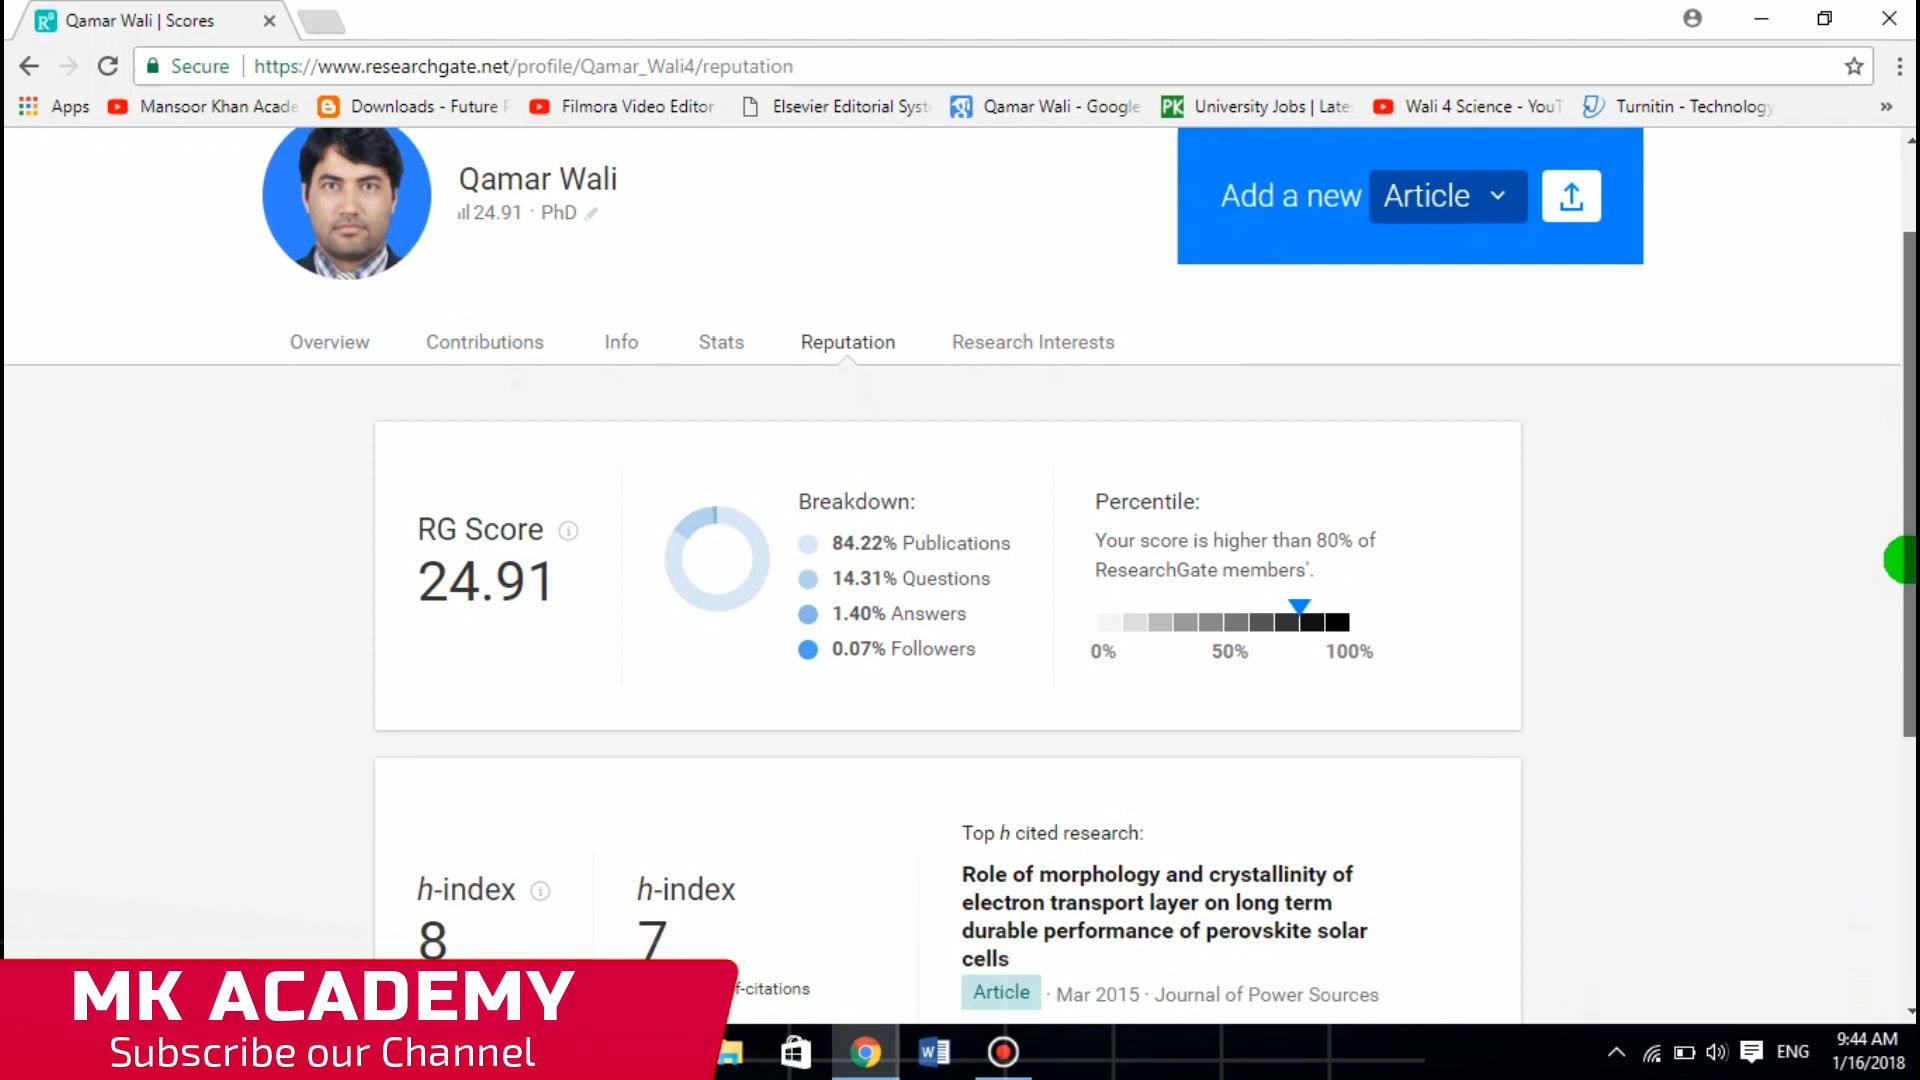 Qamar Wali | Scores
Secure https://www.researchgate.net/profile/Qamar_Wali4/reputation
Apps Mansoor Khan Acade Downloads - Future Filmora Video Editor Elsevier Editorial Syst Qamar Wali - Google University Jobs | Late Wali 4 Science - YouT Turnitin - Technology »
Qamar Wali
24.91 · PhD
Add a new Article
Overview Contributions Info Stats Reputation Research Interests
RG Score
24.91
Breakdown:
84.22% Publications
14.31% Questions
1.40% Answers
0.07% Followers
Percentile:
Your score is higher than 80% of
ResearchGate members'.
0% 50% 100%
h-index
8
h-index
7
f-citations
Top h cited research:
Role of morphology and crystallinity of
electron transport layer on long term
durable performance of perovskite solar
cells
Article · Mar 2015 · Journal of Power Sources
MK ACADEMY
Subscribe our Channel
ENG
9:44 AM
1/16/2018